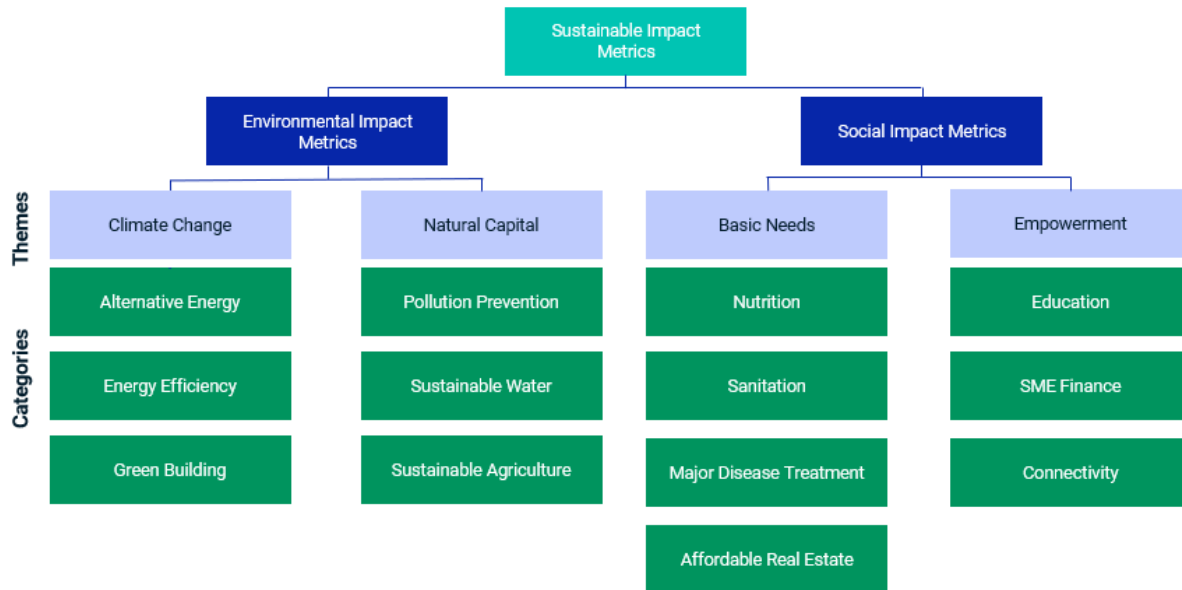 Sustainable Impact
Metrics
Environmental Impact
Metrics
Social Impact Metrics
Themes
Climate Change
Natural Capital
Basic Needs
Empowerment
Categories
Alternative Energy
Pollution Prevention
Nutrition
Education
Energy Efficiency
Sustainable Water
Sanitation
SME Finance
Green Building
Sustainable Agriculture
Major Disease Treatment
Connectivity
Affordable Real Estate